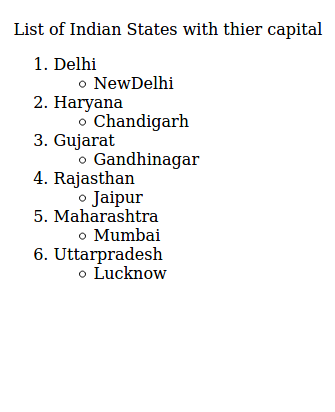 List of Indian States with thier capital
1. Delhi
◦ NewDelhi
2. Haryana
◦ Chandigarh
3. Gujarat
◦ Gandhinagar
4. Rajasthan
◦ Jaipur
5. Maharashtra
◦ Mumbai
6. Uttarpradesh
◦ Lucknow